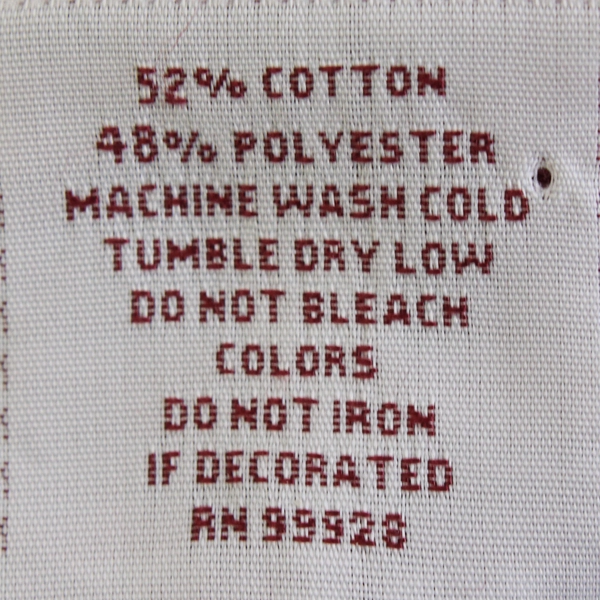 52% COTTON
48% POLYESTER
MACHINE WASH COLD
TUMBLE DRY LOW
DO NOT BLEACH
COLORS
DO NOT IRON
IF DECORATED
RN 99928